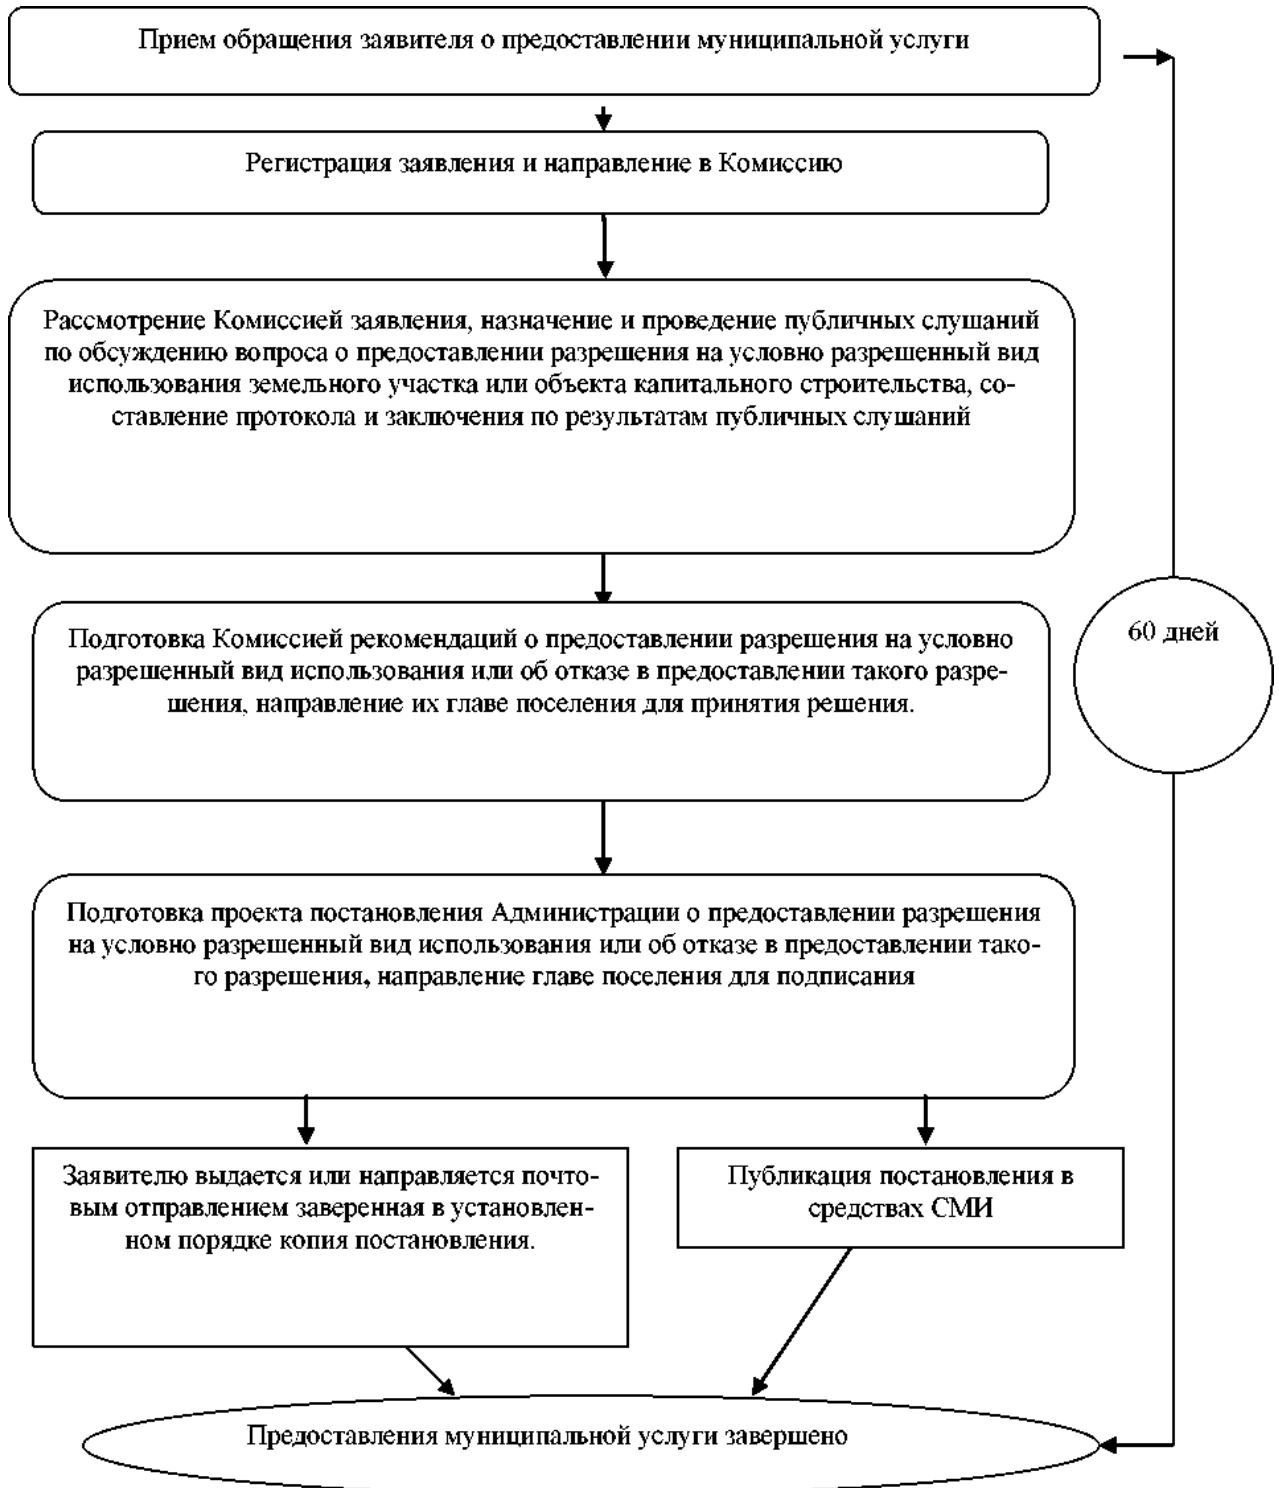 Прием обращения заявителя о предоставлении муниципальной услуги
Регистрация заявления и направление в Комиссию
Рассмотрение Комиссией заявления, назначение и проведение публичных слушаний
по обсуждению вопроса о предоставлении разрешения на условно разрешенный вид
использования земельного участка или объекта капитального строительства, со-
ставление протокола и заключения по результатам публичных слушаний
Подготовка Комиссией рекомендаций о предоставлении разрешения на условно
разрешенный вид использования или об отказе в предоставлении такого разре-
шения, направление их главе поселения для принятия решения.
60 дней
Подготовка проекта постановления Администрации о предоставлении разрешения
на условно разрешенный вид использования или об отказе в предоставлении тако-
го разрешения, направление главе поселения для подписания
Заявителю выдается или направляется почто-
вым отправлением заверенная в установлен-
ном порядке копия постановления.
Публикация постановления в
средствах СМИ
Предоставления муниципальной услуги завершено